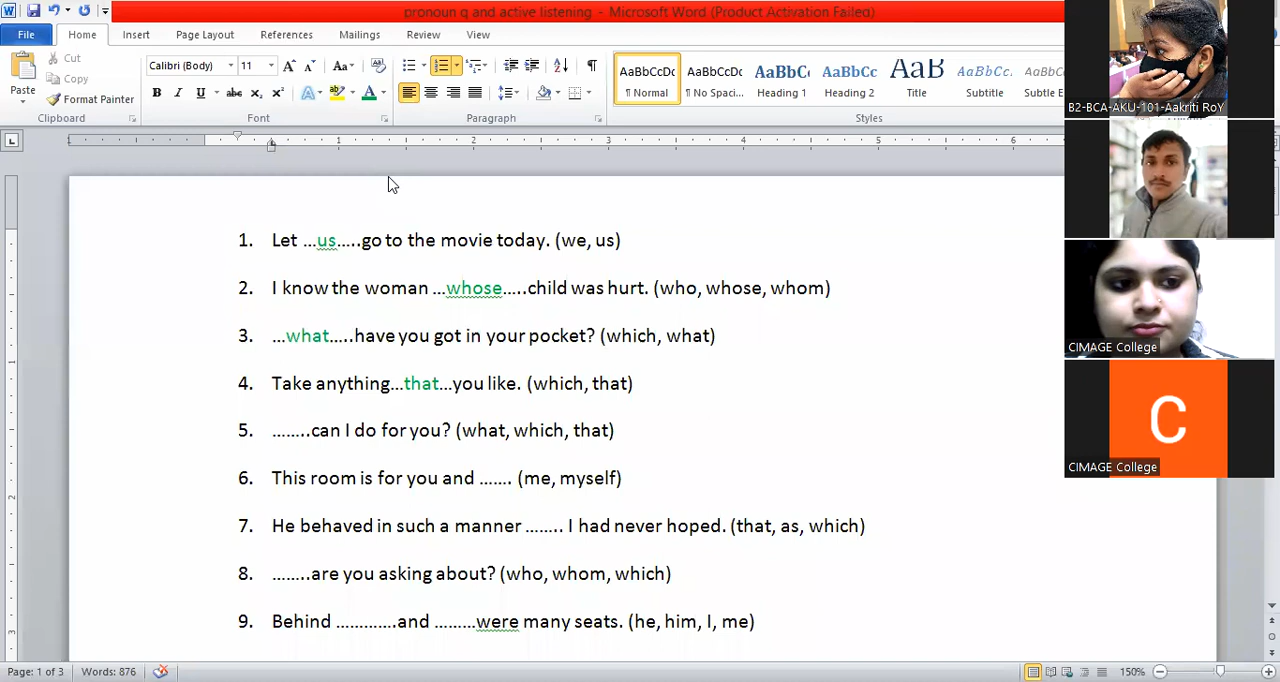 pronoun q and active listening - Microsoft Word (Product Activation Failed)
File Home Insert Page Layout References Mailings Review View
Cut
Copy
Paste
Format Painter
Calibri (Body) 11
AaBbCcDc AaBbCcDc AaBbC AaBbCc AaB AaBbCc. AaBbCc
¶ Normal ¶ No Spaci... Heading 1 Heading 2 Title Subtitle Subtle E
Clipboard Font Paragraph Styles
1. Let …us…..go to the movie today. (we, us)
2. I know the woman …whose…..child was hurt. (who, whose, whom)
3. …what…..have you got in your pocket? (which, what)
4. Take anything…that…you like. (which, that)
5. ……..can I do for you? (what, which, that)
6. This room is for you and ……. (me, myself)
7. He behaved in such a manner …….. I had never hoped. (that, as, which)
8. ……..are you asking about? (who, whom, which)
9. Behind ………….and ………were many seats. (he, him, I, me)
B2-BCA-AKU-101-Aakriti RoY
CIMAGE College
C
CIMAGE College
Page: 1 of 3 Words: 876 150%